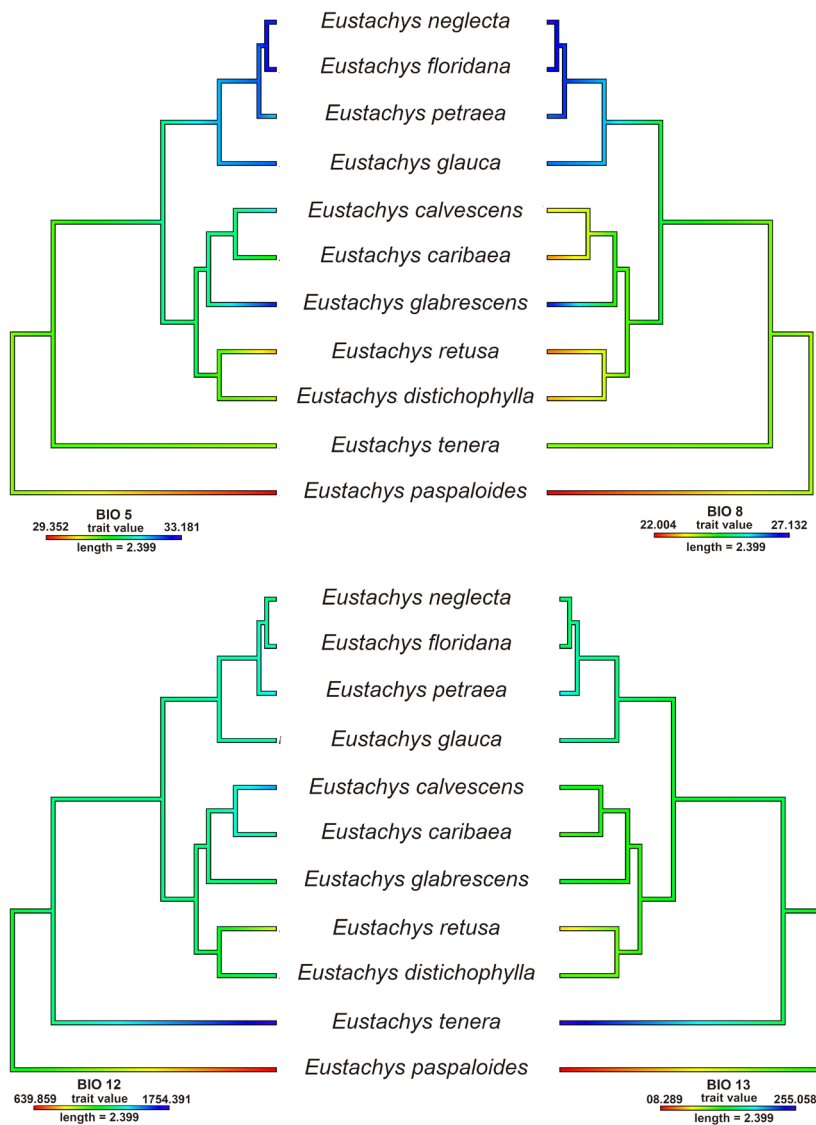 Eustachys neglecta
Eustachys floridana
Eustachys petraea
Eustachys glauca
Eustachys calvescens
Eustachys caribaea
Eustachys glabrescens
Eustachys retusa
Eustachys distichophylla
Eustachys tenera
Eustachys paspaloides
BIO 5
29.352 trait value 33.181
length = 2.399
BIO 8
22.004 trait value 27.132
length = 2.399
Eustachys neglecta
Eustachys floridana
Eustachys petraea
Eustachys glauca
Eustachys calvescens
Eustachys caribaea
Eustachys glabrescens
Eustachys retusa
Eustachys distichophylla
Eustachys tenera
Eustachys paspaloides
BIO 12
639.859 trait value 1754.391
length = 2.399
BIO 13
08.289 trait value 255.058
length = 2.399